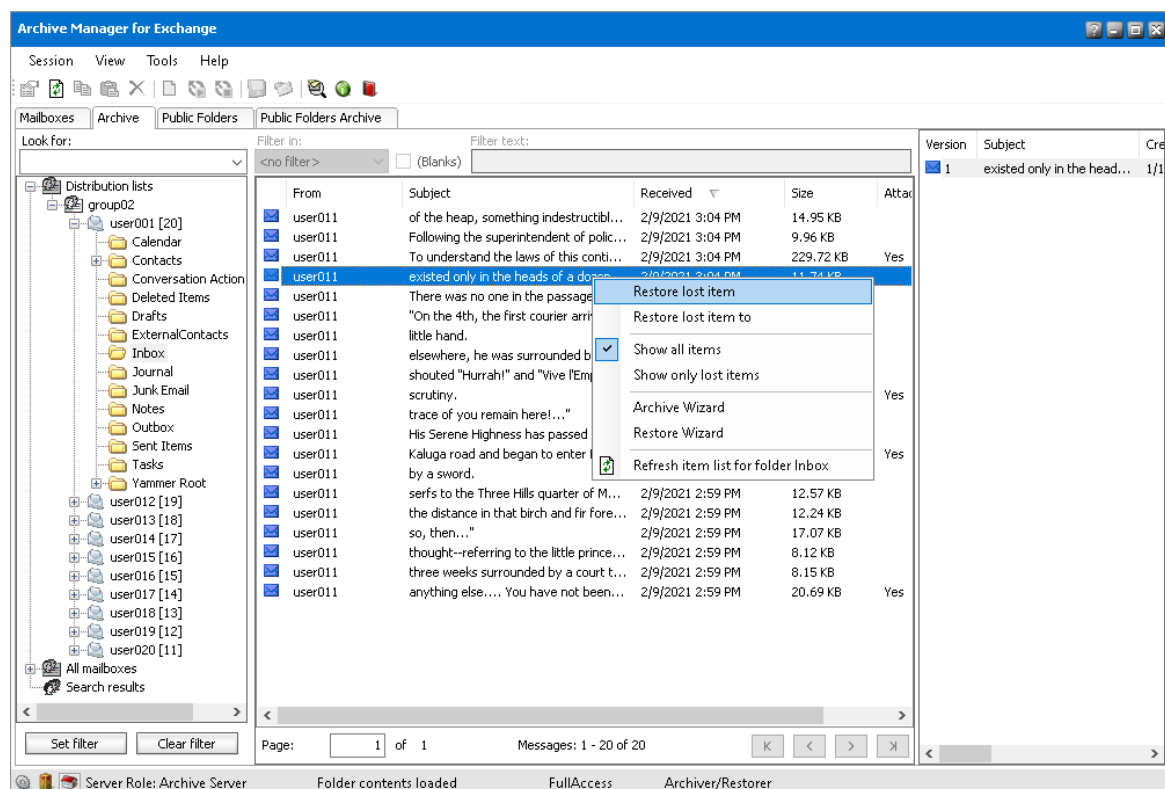 Archive Manager for Exchange
Session View Tools Help
Mailboxes Archive Public Folders Public Folders Archive
Look for:
Filter in: Filter text:
<no filter> (Blanks)
Distribution lists
group02
user001 [20]
Calendar
Contacts
Conversation Action
Deleted Items
Drafts
ExternalContacts
Inbox
Journal
Junk Email
Notes
Outbox
Sent Items
Tasks
Yammer Root
user012 [19]
user013 [18]
user014 [17]
user015 [16]
user016 [15]
user017 [14]
user018 [13]
user019 [12]
user020 [11]
All mailboxes
Search results
Set filter Clear filter
From Subject Received Size Attac
user011 of the heap, something indestructibl... 2/9/2021 3:04 PM 14.95 KB
user011 Following the superintendent of polic... 2/9/2021 3:04 PM 9.96 KB
user011 To understand the laws of this conti... 2/9/2021 3:04 PM 229.72 KB Yes
user011 existed only in the heads of a dozen 2/9/2021 3:04 PM 11.74 KB
user011 There was no one in the passage
user011 "On the 4th, the first courier arri
user011 little hand.
user011 elsewhere, he was surrounded b
user011 shouted "Hurrah!" and "Vive l'Emp
user011 scrutiny. Yes
user011 trace of you remain here!..."
user011 His Serene Highness has passed
user011 Kaluga road and began to enter Yes
user011 by a sword.
user011 serfs to the Three Hills quarter of M... 2/9/2021 2:59 PM 12.57 KB
user011 the distance in that birch and fir fore... 2/9/2021 2:59 PM 12.24 KB
user011 so, then..." 2/9/2021 2:59 PM 17.07 KB
user011 thought--referring to the little prince... 2/9/2021 2:59 PM 8.12 KB
user011 three weeks surrounded by a court t... 2/9/2021 2:59 PM 8.15 KB
user011 anything else.... You have not been... 2/9/2021 2:59 PM 20.69 KB Yes
Restore lost item
Restore lost item to
Show all items
Show only lost items
Archive Wizard
Restore Wizard
Refresh item list for folder Inbox
Page: 1 of 1 Messages: 1 - 20 of 20
Version Subject Cre
1 existed only in the head... 1/1
Server Role: Archive Server Folder contents loaded FullAccess Archiver/Restorer